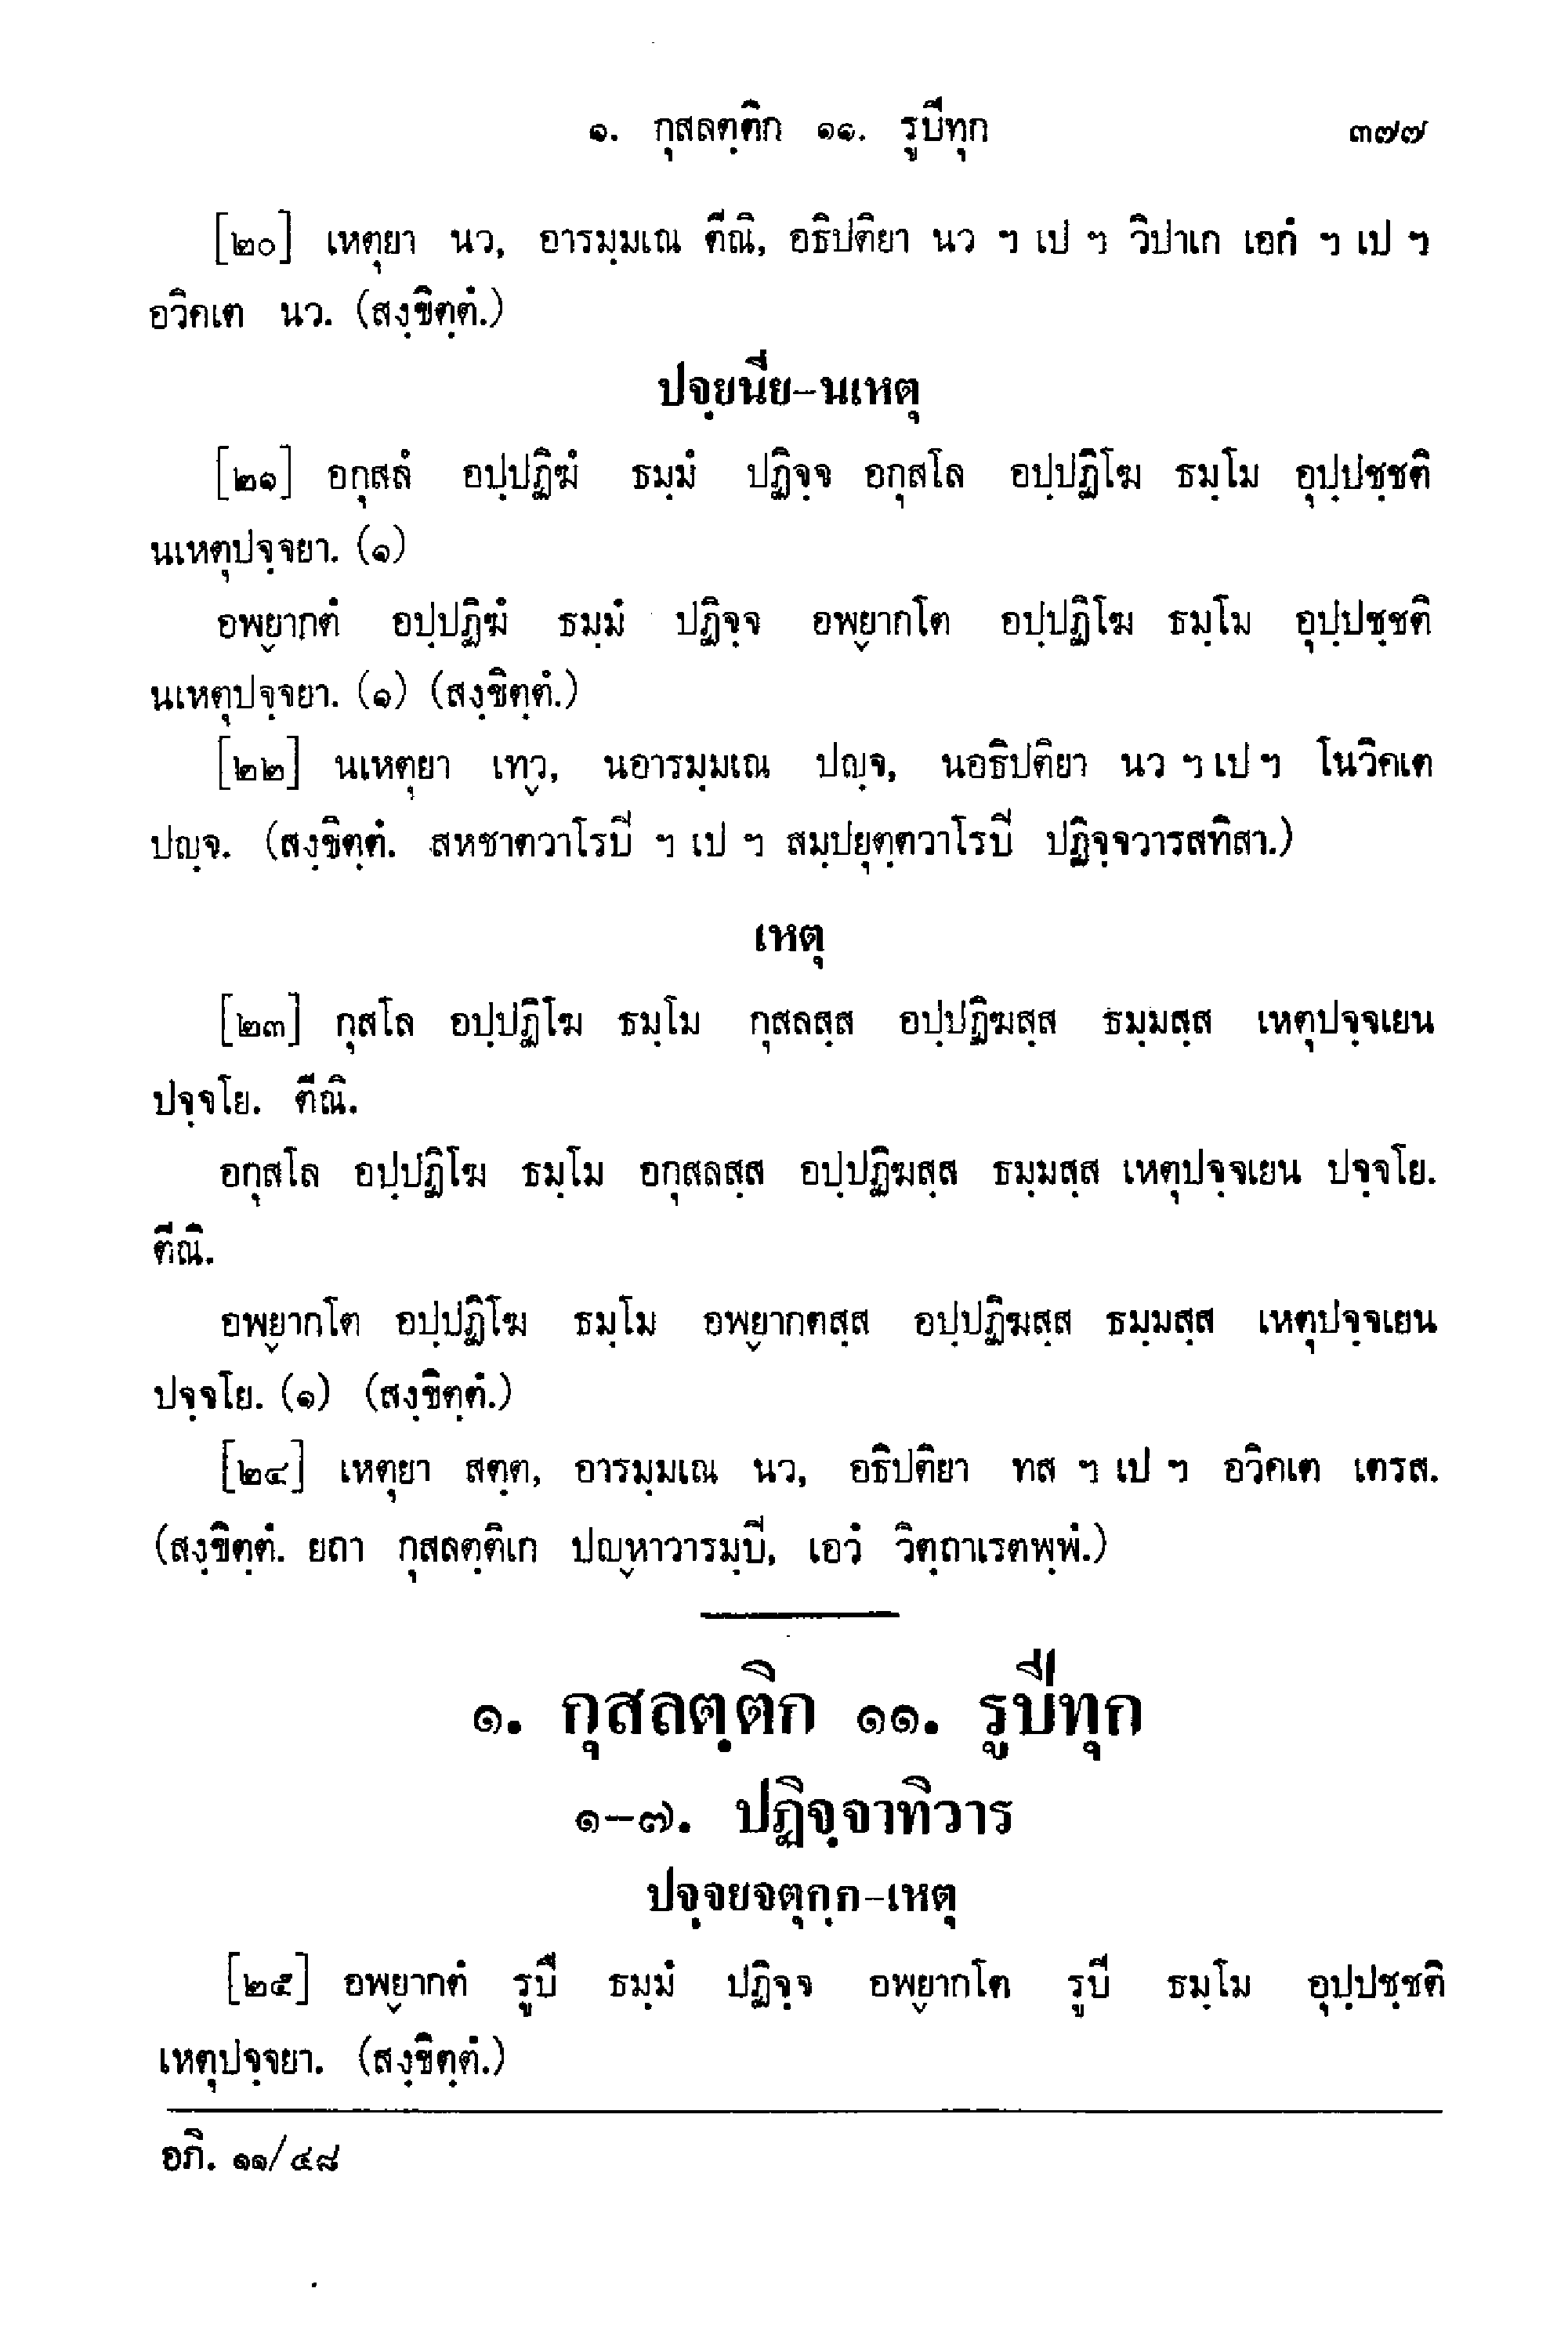 ๑. กุสลตฺติก ๑๑. รูปีทุก ๓๗๗
[๒๐] เหตุยา นว, อารมฺมเณ ตีณิ, อธิปติยา นว ฯ เป ฯ วิปาเก เอกํ ฯ เป ฯ
อวิคเต นว. (สงฺขิตฺตํ.)
ปจฺยนีย-นเหตุ
[๒๑] อกุสลํ อปฺปฏิฆํ ธมฺมํ ปฏิจฺจ อกุสโล อปฺปฏิโฆ ธมฺโม อุปฺปชฺชติ
นเหตุปจฺจยา. (๑)
อพฺยากตํ อปฺปฏิฆํ ธมฺมํ ปฏิจฺจ อพฺยากโต อปฺปฏิโฆ ธมฺโม อุปฺปชฺชติ
นเหตุปจฺจยา. (๑) (สงฺขิตฺตํ.)
[๒๒] นเหตุยา เทฺว, นอารมฺมเณ ปญฺจ, นอธิปติยา นว ฯ เป ฯ โนวิคเต
ปญฺจ. (สงฺขิตฺตํ. สหชาตวาโรปี ฯ เป ฯ สมฺปยุตฺตวาโรปี ปฏิจฺจวารสทิสา.)
เหตุ
[๒๓] กุสโล อปฺปฏิโฆ ธมฺโม กุสลสฺส อปฺปฏิฆสฺส ธมฺมสฺส เหตุปจฺจเยน
ปจฺจโย. ตีณิ.
อกุสโล อปฺปฏิโฆ ธมฺโม อกุสลสฺส อปฺปฏิฆสฺส ธมฺมสฺส เหตุปจฺจเยน ปจฺจโย.
ตีณิ.
อพฺยากโต อปฺปฏิโฆ ธมฺโม อพฺยากตสฺส อปฺปฏิฆสฺส ธมฺมสฺส เหตุปจฺจเยน
ปจฺจโย. (๑) (สงฺขิตฺตํ.)
[๒๔] เหตุยา สตฺต, อารมฺมเณ นว, อธิปติยา ทส ฯ เป ฯ อวิคเต เตรส.
(สงฺขิตฺตํ. ยถา กุสลตฺติเก ปญฺหาวารมฺปี, เอวํ วิตฺถาเรตพฺพํ.)
๑. กุสลตฺติก ๑๑. รูปีทุก
๑-๗. ปฏิจฺจาทิวาร
ปจฺจยจตุกฺก-เหตุ
[๒๕] อพฺยากตํ รูปี ธมฺมํ ปฏิจฺจ อพฺยากโต รูปี ธมฺโม อุปฺปชฺชติ
เหตุปจฺจยา. (สงฺขิตฺตํ.)
อภิ. ๑๑/๔๘